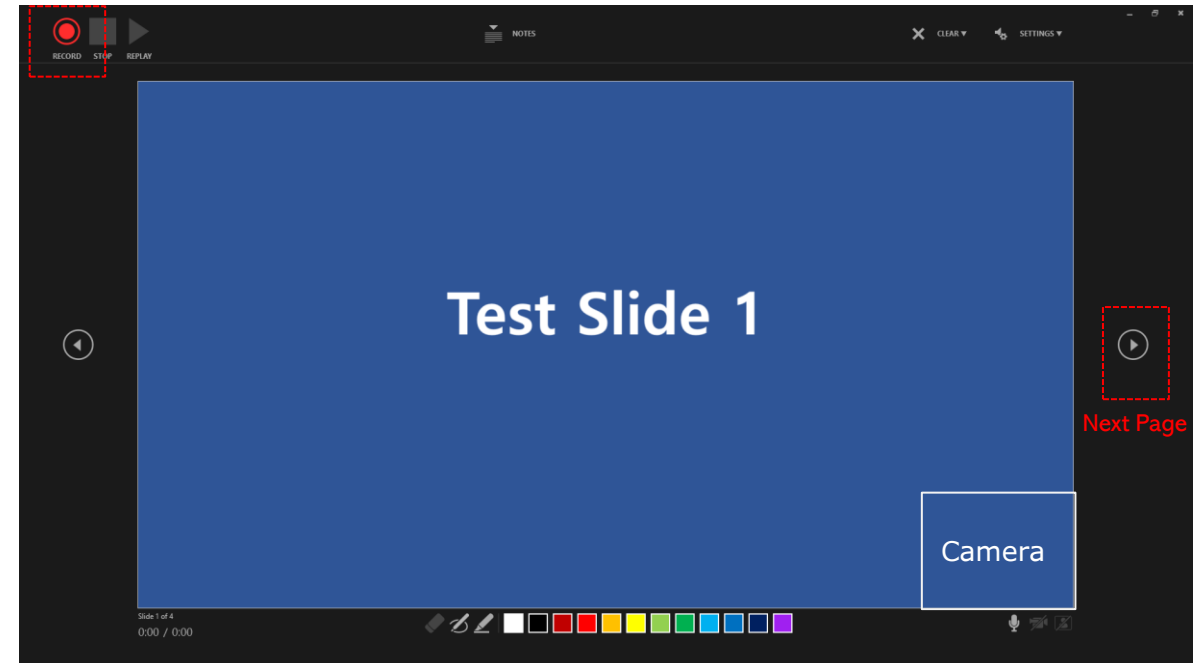 RECORD STOP REPLAY
NOTES
CLEAR ▼ SETTINGS ▼
Test Slide 1
Next Page
Camera
Slide 1 of 4
0:00 / 0:00